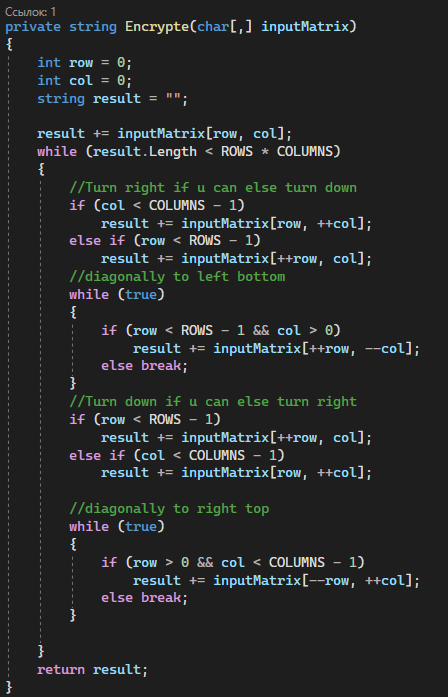 Ссылок: 1
private string Encrypte(char[,] inputMatrix)
{
int row = 0;
int col = 0;
string result = "";
result += inputMatrix[row, col];
while (result.Length < ROWS * COLUMNS)
{
//Turn right if u can else turn down
if (col < COLUMNS - 1)
result += inputMatrix[row, ++col];
else if (row < ROWS - 1)
result += inputMatrix[++row, col];
//diagonally to left bottom
while (true)
{
if (row < ROWS - 1 && col > 0)
result += inputMatrix[++row, --col];
else break;
}
//Turn down if u can else turn right
if (row < ROWS - 1)
result += inputMatrix[++row, col];
else if (col < COLUMNS - 1)
result += inputMatrix[row, ++col];
//diagonally to right top
while (true)
{
if (row > 0 && col < COLUMNS - 1)
result += inputMatrix[--row, ++col];
else break;
}
}
return result;
}